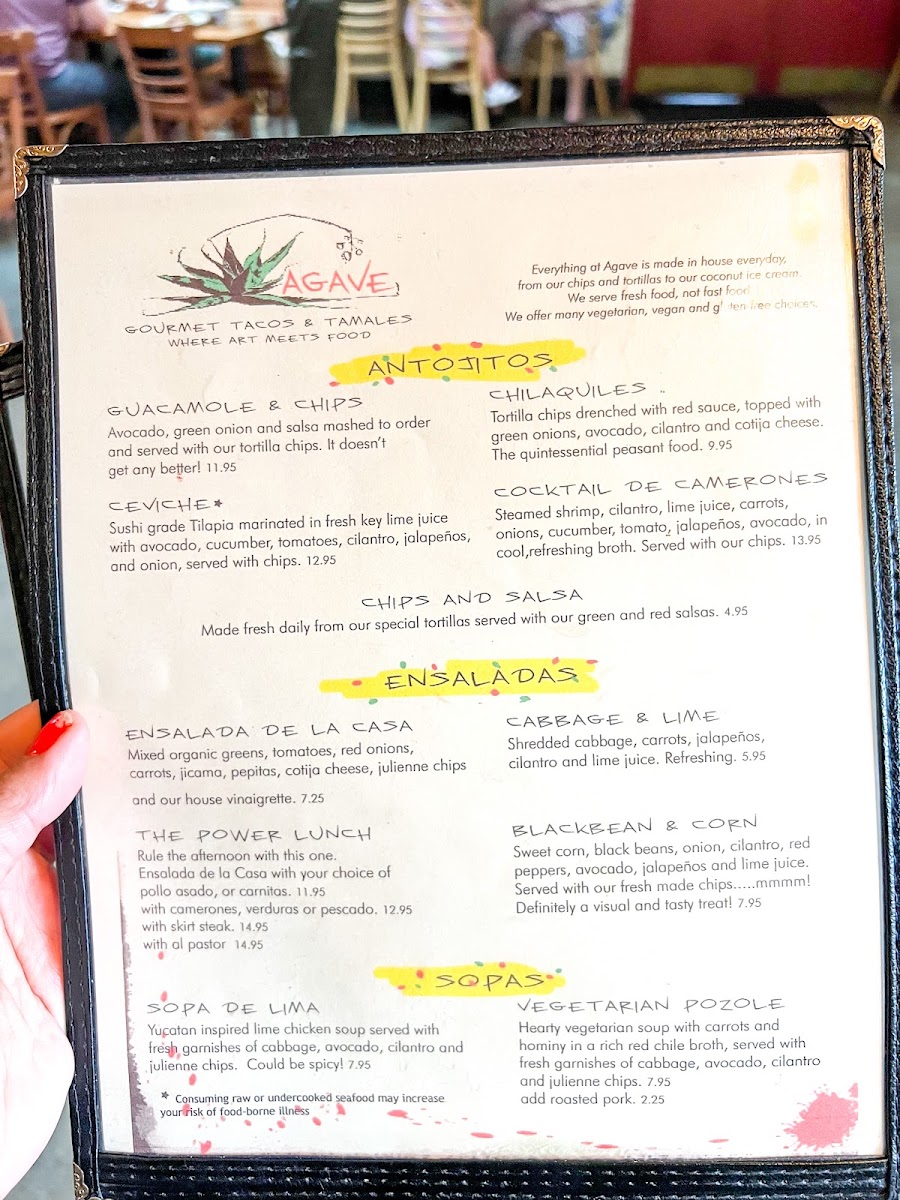 AGAVE
GOURMET TACOS & TAMALES
WHERE ART MEETS FOOD
Everything at Agave is made in house everyday,
from our chips and tortillas to our coconut ice cream.
We serve fresh food, not fast food
We offer many vegetarian, vegan and gluten-free choices.
ANTOJITOS
GUACAMOLE & CHIPS
Avocado, green onion and salsa mashed to order
and served with our tortilla chips. It doesn't
get any better! 11.95
CHILAQUILES ..
Tortilla chips drenched with red sauce, topped with
green onions, avocado, cilantro and cotija cheese.
The quintessential peasant food. 9.95
CEVICHE*
Sushi grade Tilapia marinated in fresh key lime juice
with avocado, cucumber, tomatoes, cilantro, jalapeños,
and onion, served with chips. 12.95
COCKTAIL DE CAMERONES
Steamed shrimp, cilantro, lime juice, carrots,
onions, cucumber, tomato, jalapeños, avocado, in
cool,refreshing broth. Served with our chips. 13.95
CHIPS AND SALSA
Made fresh daily from our special tortillas served with our green and red salsas. 4.95
ENSALADAS
ENSALADA DE LA CASA
Mixed organic greens, tomatoes, red onions,
carrots, jicama, pepitas, cotija cheese, julienne chips
and our house vinaigrette. 7.25
CABBAGE & LIME
Shredded cabbage, carrots, jalapeños,
cilantro and lime juice. Refreshing. 5.95
THE POWER LUNCH
Rule the afternoon with this one.
Ensalada de la Casa with your choice of
pollo asado, or carnitas. 11.95
with camerones, verduras or pescado. 12.95
with skirt steak. 14.95
with al pastor 14.95
BLACKBEAN & CORN
Sweet corn, black beans, onion, cilantro, red
peppers, avocado, jalapeños and lime juice.
Served with our fresh made chips.....mmmm!
Definitely a visual and tasty treat! 7.95
SOPAS
SOPA DE LIMA
Yucatan inspired lime chicken soup served with
fresh garnishes of cabbage, avocado, cilantro and
julienne chips. Could be spicy! 7.95
VEGETARIAN POZOLE
Hearty vegetarian soup with carrots and
hominy in a rich red chile broth, served with
fresh garnishes of cabbage, avocado, cilantro
and julienne chips. 7.95
add roasted pork. 2.25
* Consuming raw or undercooked seafood may increase
your risk of food-borne illness